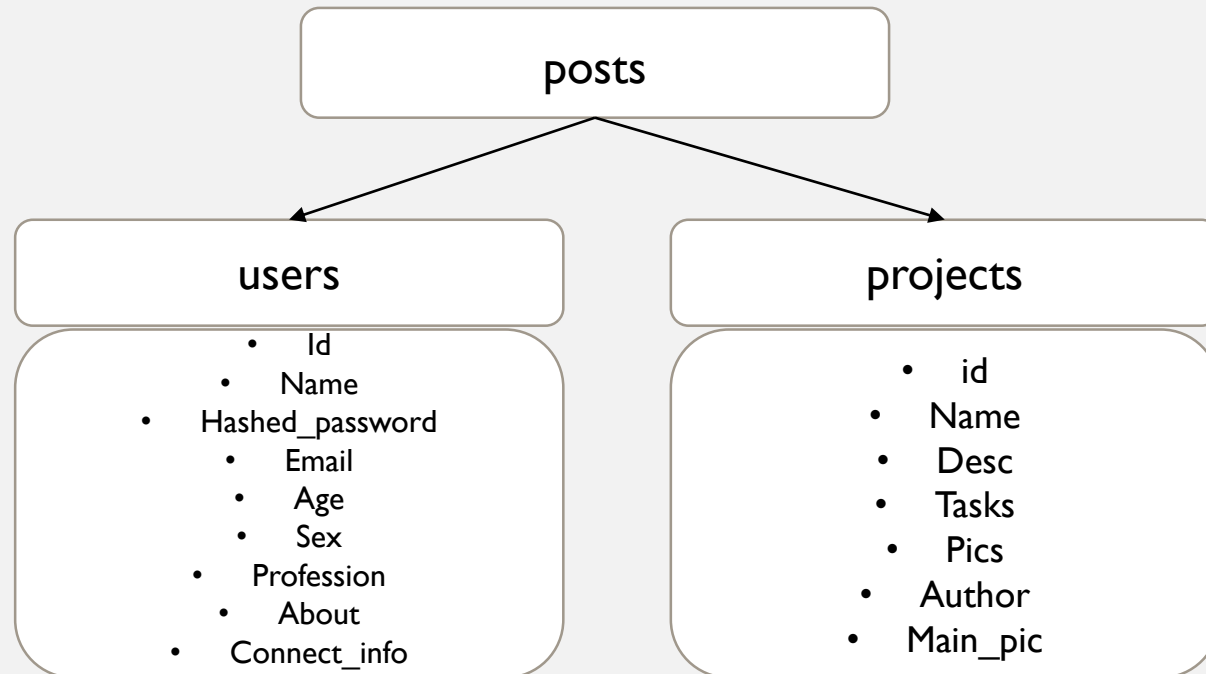 posts
users
• Id
• Name
• Hashed_password
• Email
• Age
• Sex
• Profession
• About
• Connect_info
projects
• id
• Name
• Desc
• Tasks
• Pics
• Author
• Main_pic